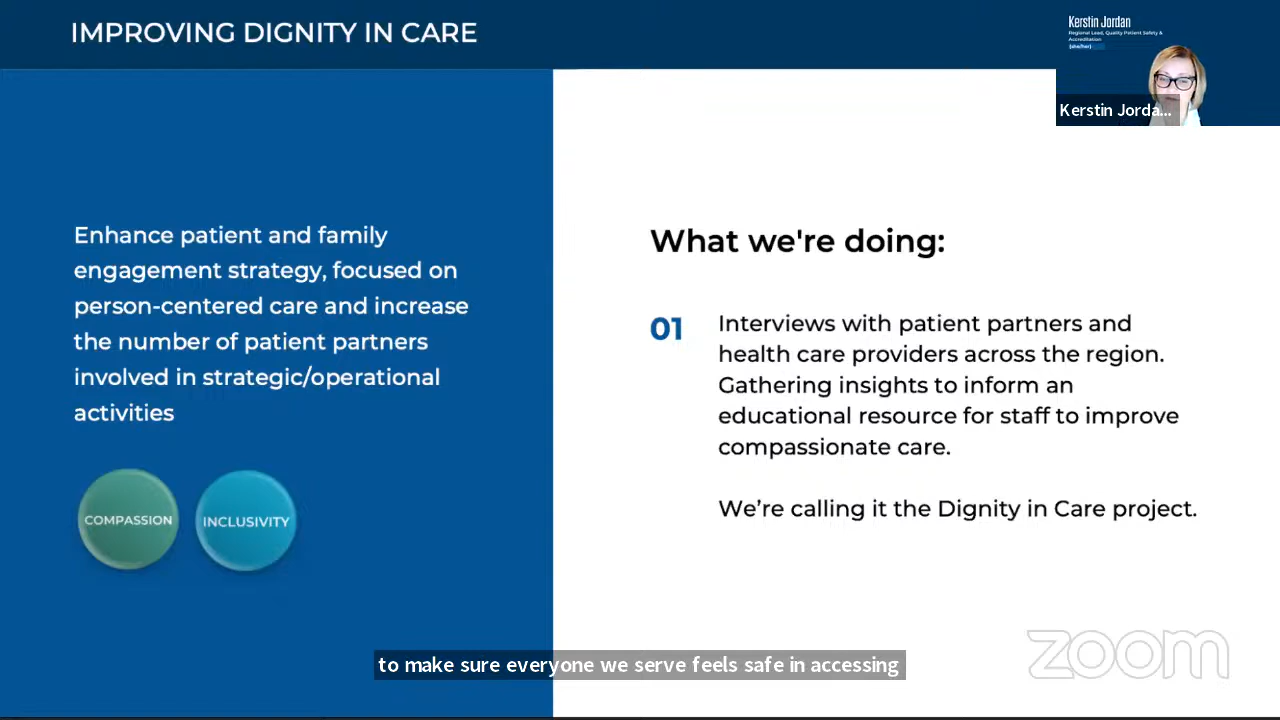 IMPROVING DIGNITY IN CARE
Kerstin Jordan
Regional Lead, Quality Patient Safety &
Accreditation
(she/her)
Kerstin Jorda...
Enhance patient and family
engagement strategy, focused on
person-centered care and increase
the number of patient partners
involved in strategic/operational
activities
COMPASSION
INCLUSIVITY
What we're doing:
01
Interviews with patient partners and
health care providers across the region.
Gathering insights to inform an
educational resource for staff to improve
compassionate care.
We’re calling it the Dignity in Care project.
to make sure everyone we serve feels safe in accessing
zoom